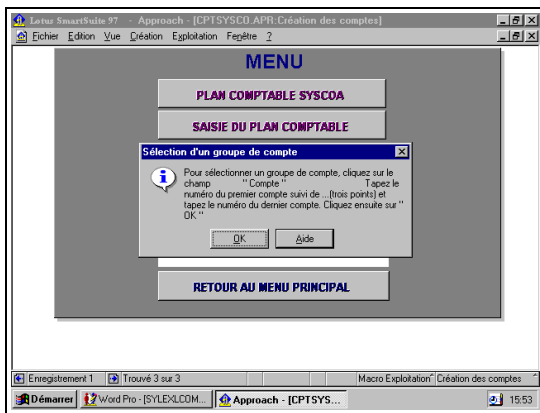 Lotus SmartSuite 97 - Approach - [CPTSYSCO.APR:Création des comptes]
Fichier Edition Vue Création Exploitation Fenêtre ?
MENU
PLAN COMPTABLE SYSCOA
SAISIE DU PLAN COMPTABLE
Sélection d'un groupe de compte
Pour sélectionner un groupe de compte, cliquez sur le
champ " Compte " Tapez le
numéro du premier compte suivi de ...(trois points) et
tapez le numéro du dernier compte. Cliquez ensuite sur "
OK "
OK Aide
RETOUR AU MENU PRINCIPAL
Enregistrement 1 Trouvé 3 sur 3 Macro Exploitation Création des comptes
Démarrer Word Pro - [SYLEXLCOM... Approach - [CPTSYS... 15:53